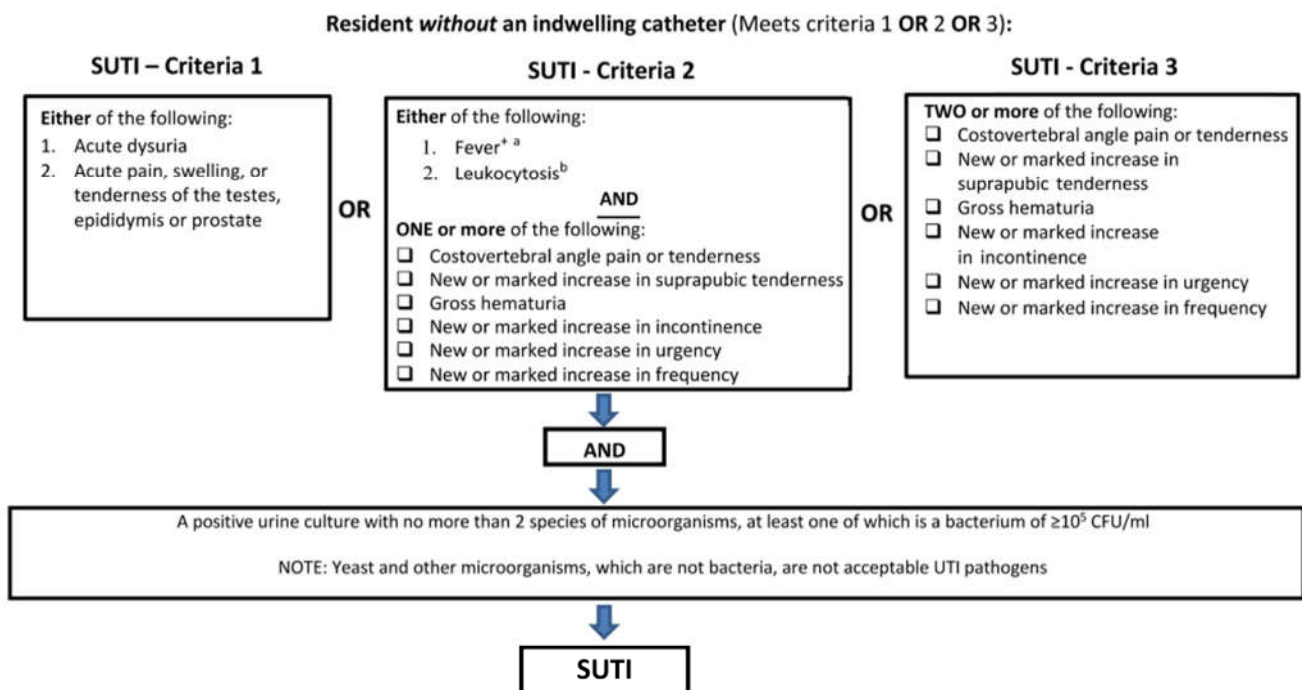 Resident without an indwelling catheter (Meets criteria 1 OR 2 OR 3):
SUTI – Criteria 1
Either of the following:
1. Acute dysuria
2. Acute pain, swelling, or
tenderness of the testes,
epididymis or prostate
OR
SUTI - Criteria 2
Either of the following:
1. Fever⁺ ᵃ
2. Leukocytosisᵇ
AND
ONE or more of the following:
❑ Costovertebral angle pain or tenderness
❑ New or marked increase in suprapubic tenderness
❑ Gross hematuria
❑ New or marked increase in incontinence
❑ New or marked increase in urgency
❑ New or marked increase in frequency
OR
SUTI - Criteria 3
TWO or more of the following:
❑ Costovertebral angle pain or tenderness
❑ New or marked increase in
suprapubic tenderness
❑ Gross hematuria
❑ New or marked increase
in incontinence
❑ New or marked increase in urgency
❑ New or marked increase in frequency
AND
A positive urine culture with no more than 2 species of microorganisms, at least one of which is a bacterium of ≥10⁵ CFU/ml
NOTE: Yeast and other microorganisms, which are not bacteria, are not acceptable UTI pathogens
SUTI